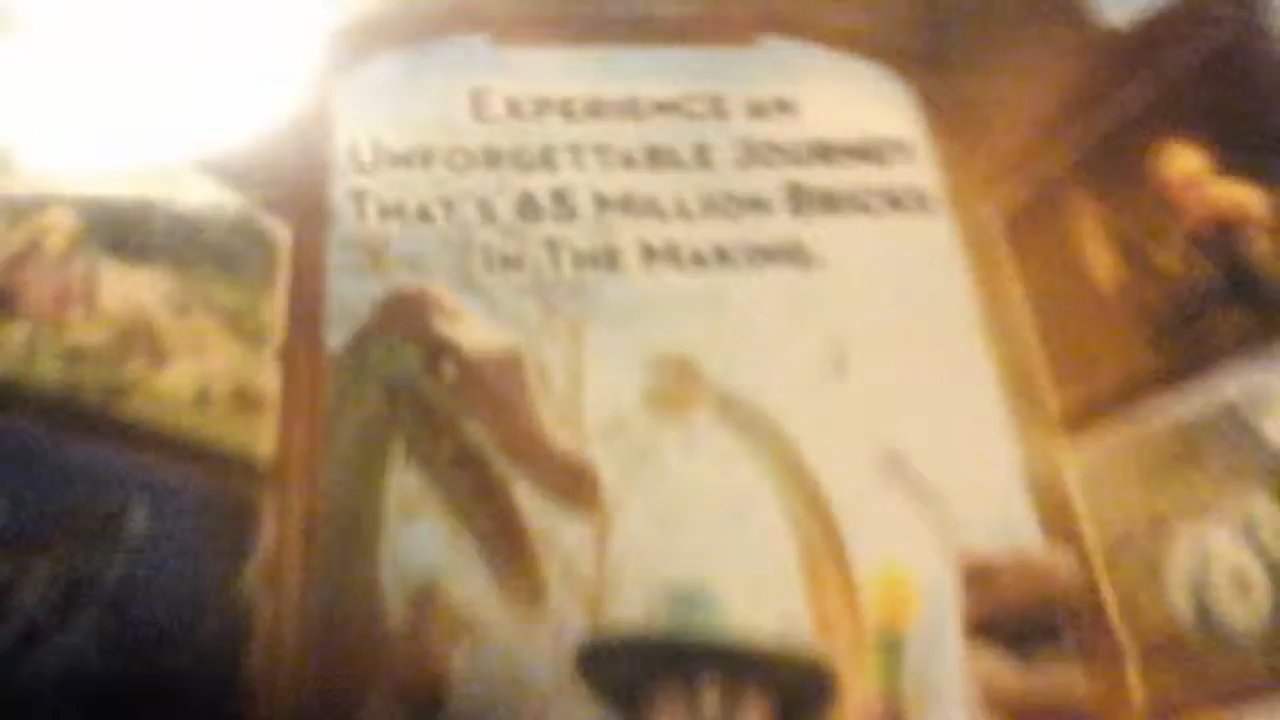 Experience an
Unforgettable Journey
That's 65 Million Bricks
in The Making.